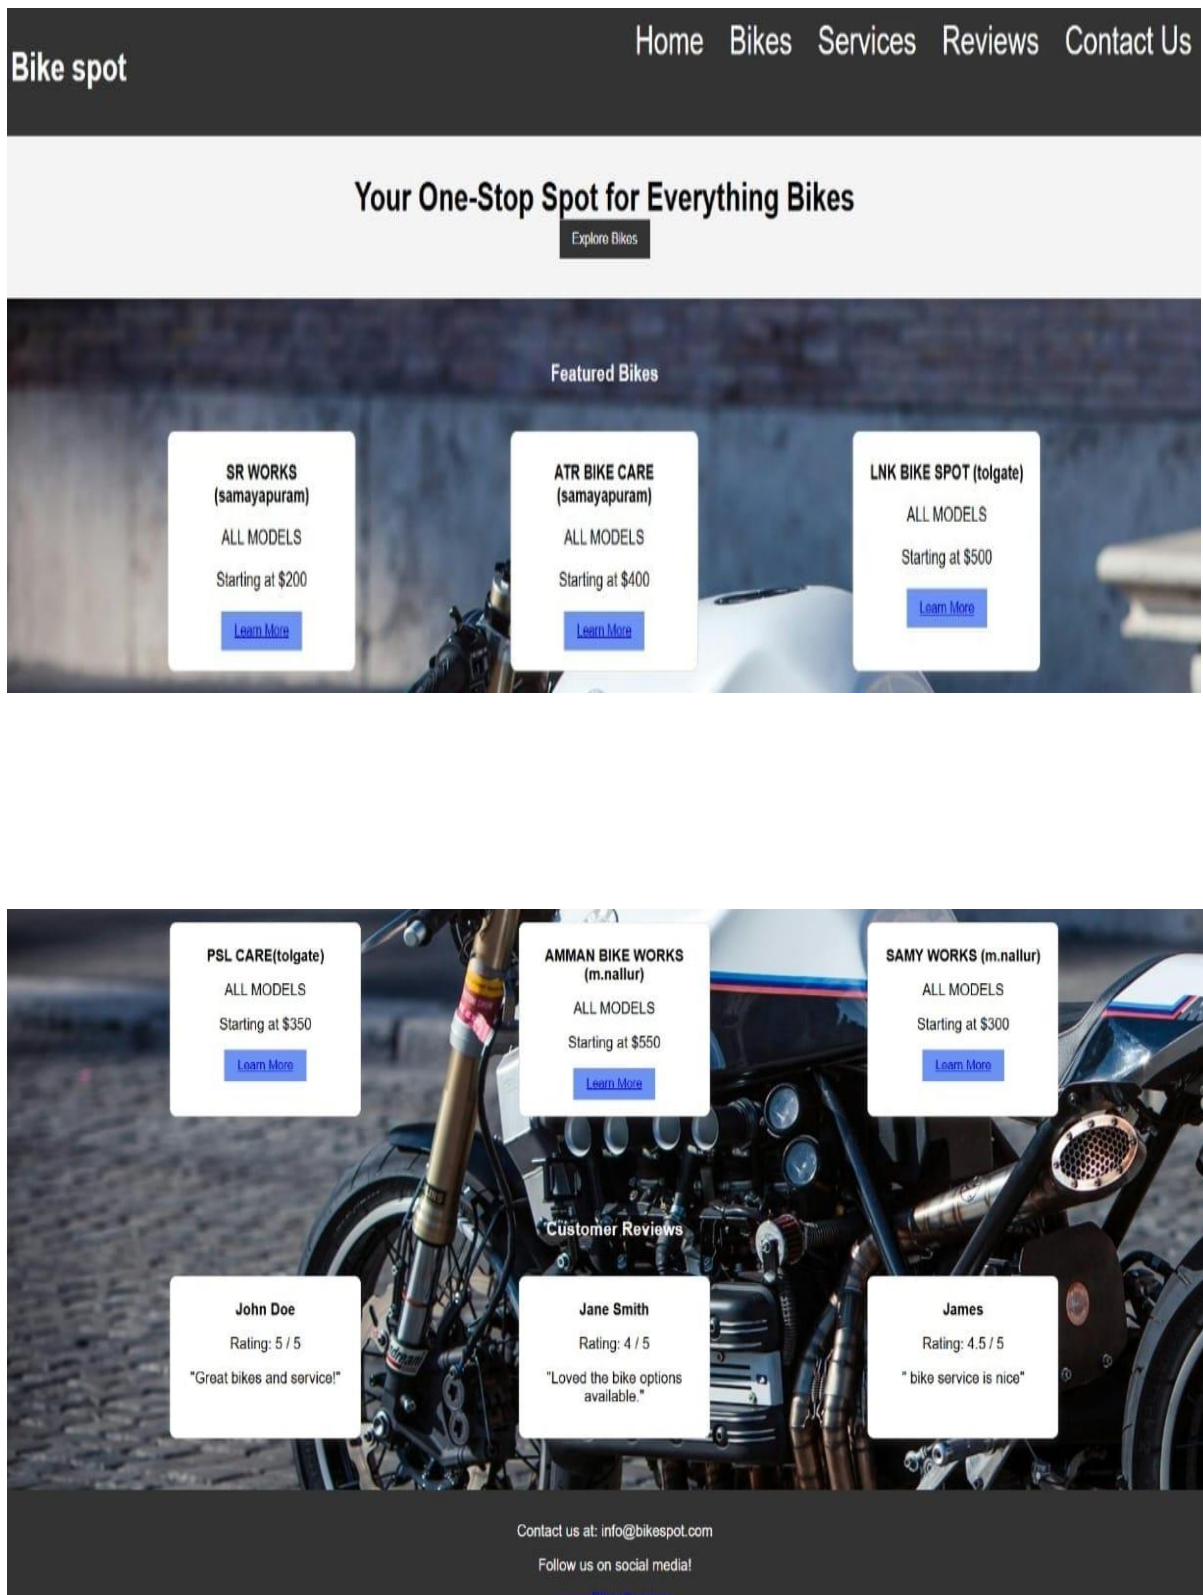 Bike spot
Home Bikes Services Reviews Contact Us
Your One-Stop Spot for Everything Bikes
Explore Bikes
Featured Bikes
SR WORKS
(samayapuram)
ALL MODELS
Starting at $200
Learn More
ATR BIKE CARE
(samayapuram)
ALL MODELS
Starting at $400
Learn More
LNK BIKE SPOT (tolgate)
ALL MODELS
Starting at $500
Learn More
PSL CARE(tolgate)
ALL MODELS
Starting at $350
Learn More
AMMAN BIKE WORKS
(m.nallur)
ALL MODELS
Starting at $550
Learn More
SAMY WORKS (m.nallur)
ALL MODELS
Starting at $300
Learn More
Customer Reviews
John Doe
Rating: 5 / 5
"Great bikes and service!"
Jane Smith
Rating: 4 / 5
"Loved the bike options
available."
James
Rating: 4.5 / 5
" bike service is nice"
Contact us at: info@bikespot.com
Follow us on social media!